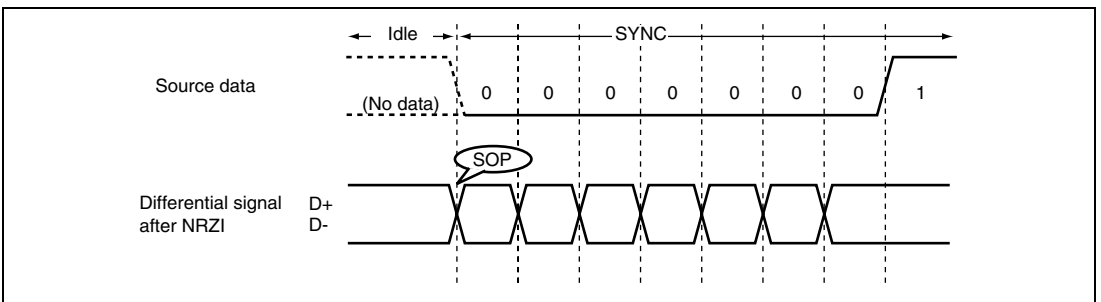 Idle
SYNC
Source data
(No data)
0 0 0 0 0 0 0 1
SOP
Differential signal
after NRZI
D+
D-